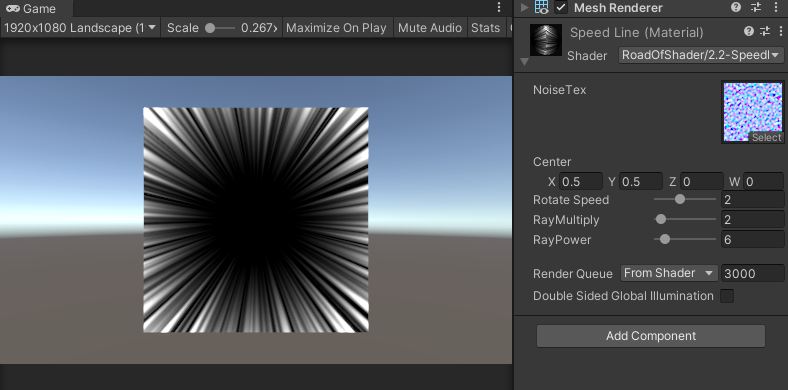 Game
1920x1080 Landscape (1
Scale
0.267x
Maximize On Play
Mute Audio
Stats
Mesh Renderer
Speed Line (Material)
Shader
RoadOfShader/2.2-Speedl
NoiseTex
Select
Center
X 0.5 Y 0.5 Z 0 W 0
Rotate Speed 2
RayMultiply 2
RayPower 6
Render Queue From Shader 3000
Double Sided Global Illumination
Add Component